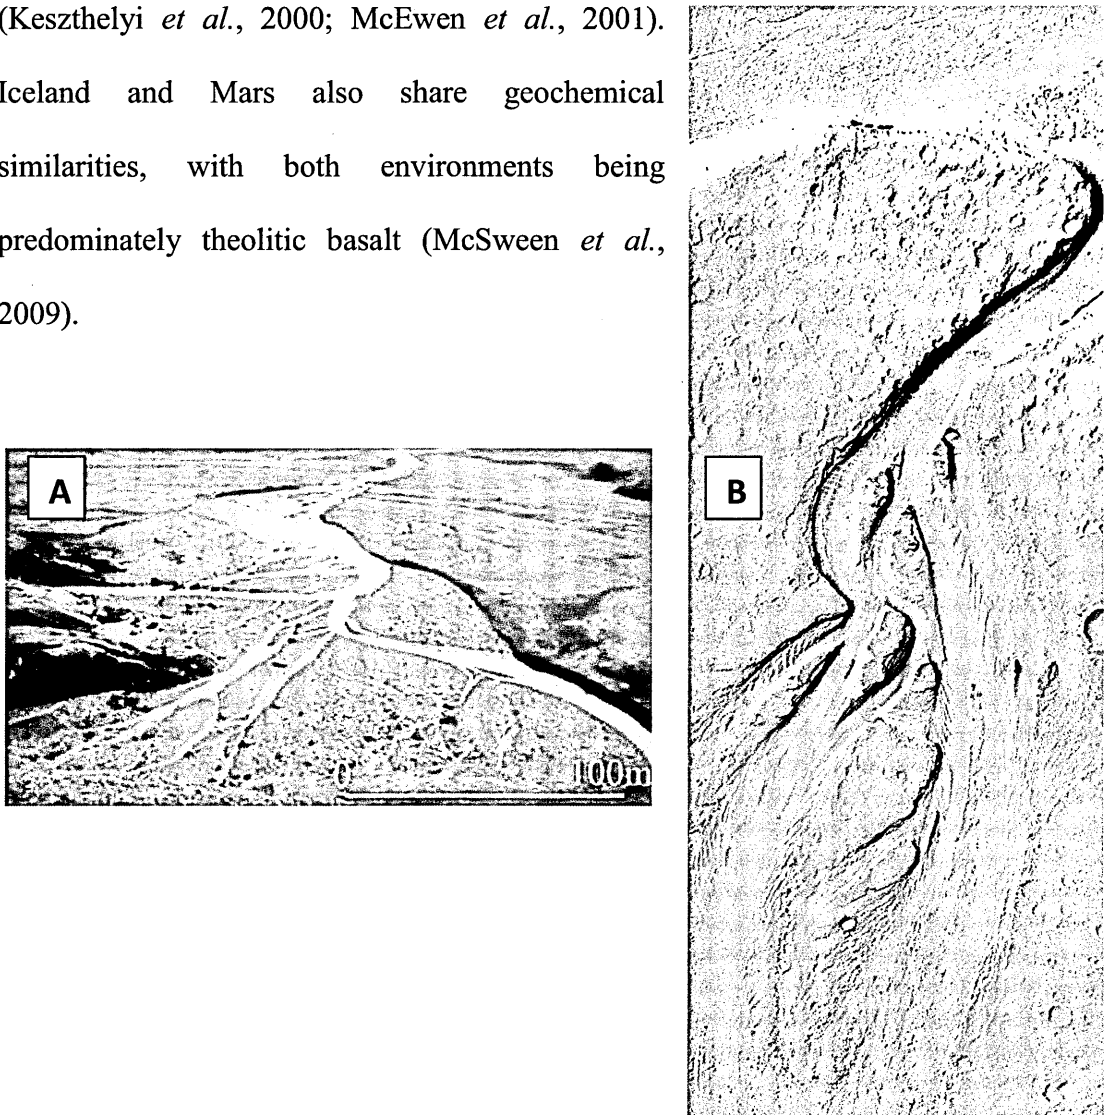 (Keszthelyi et al., 2000; McEwen et al., 2001).
Iceland and Mars also share geochemical
similarities, with both environments being
predominately theolitic basalt (McSween et al.,
2009).
A
B
0 100m